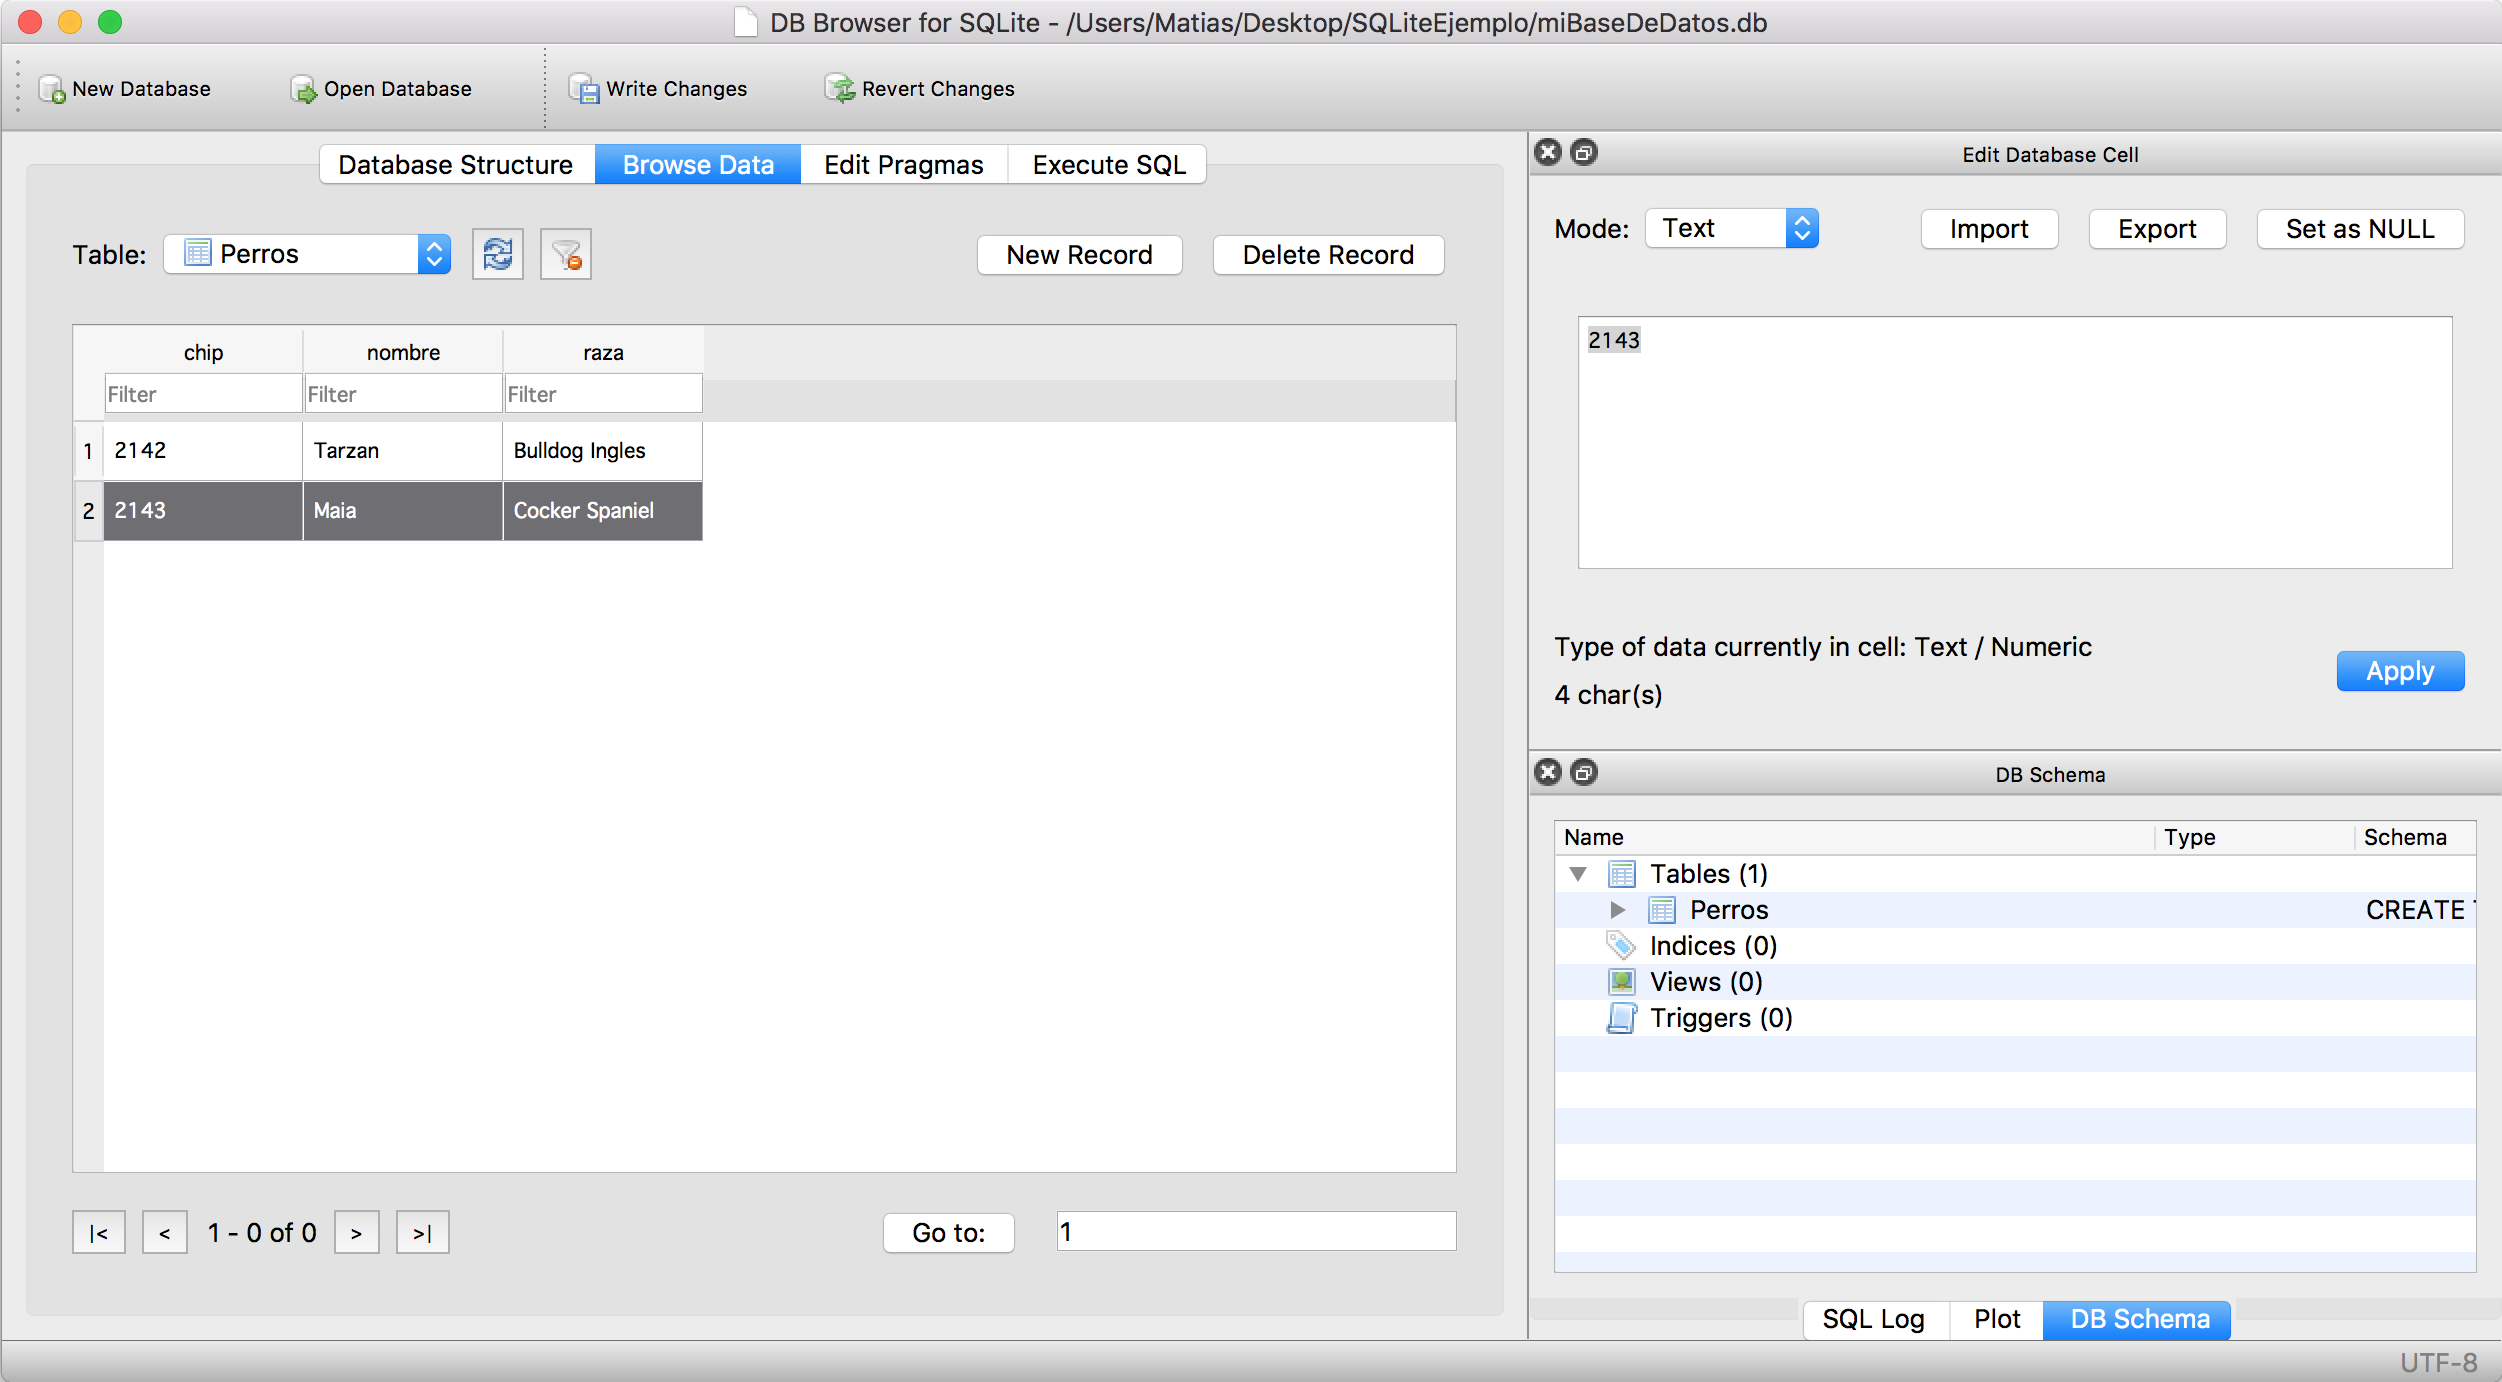 DB Browser for SQLite - /Users/Matias/Desktop/SQLiteEjemplo/miBaseDeDatos.db
New Database Open Database Write Changes Revert Changes
Database Structure Browse Data Edit Pragmas Execute SQL
Table: Perros New Record Delete Record
chip nombre raza
Filter Filter Filter
1 2142 Tarzan Bulldog Ingles
2 2143 Maia Cocker Spaniel
|< < 1 - 0 of 0 > >| Go to: 1
Edit Database Cell
Mode: Text Import Export Set as NULL
2143
Type of data currently in cell: Text / Numeric
4 char(s)
Apply
DB Schema
Name Type Schema
Tables (1)
Perros CREATE
Indices (0)
Views (0)
Triggers (0)
SQL Log Plot DB Schema
UTF-8